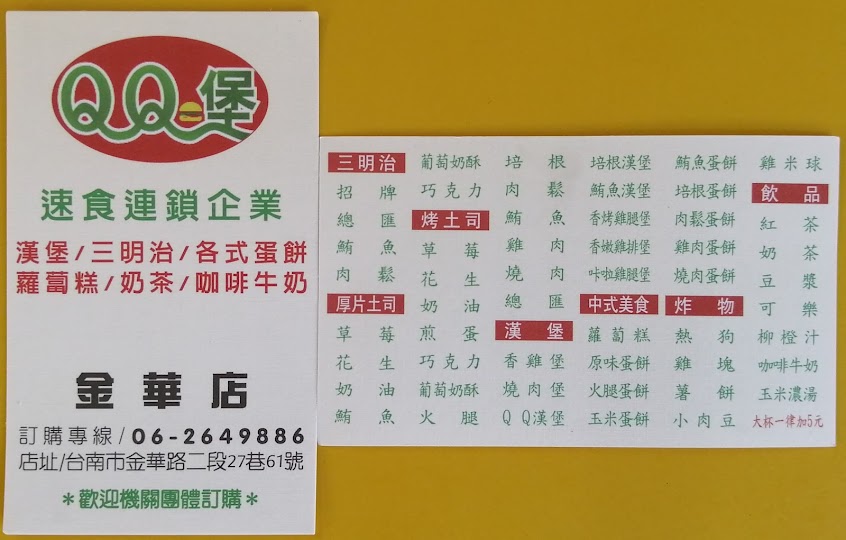 QQ堡
速食連鎖企業
漢堡/三明治/各式蛋餅
蘿蔔糕/奶茶/咖啡牛奶
金華店
訂購專線/06-2649886
店址/台南市金華路二段27巷61號
*歡迎機關團體訂購*
三明治
招牌
總匯
鮪魚
肉鬆
厚片土司
草莓
花生
奶油
鮪魚
葡萄奶酥
巧克力
烤土司
草莓
花生
奶油
煎蛋
巧克力
葡萄奶酥
火腿
培根
肉鬆
鮪魚
雞肉
燒肉
總匯
漢堡
香雞堡
燒肉堡
QQ漢堡
培根漢堡
鮪魚漢堡
香烤雞腿堡
香嫩雞排堡
咔啦雞腿堡
中式美食
蘿蔔糕
原味蛋餅
火腿蛋餅
玉米蛋餅
鮪魚蛋餅
培根蛋餅
肉鬆蛋餅
雞肉蛋餅
燒肉蛋餅
炸物
熱狗
雞塊
薯餅
小肉豆
雞米球
飲品
紅茶
奶茶
豆漿
可樂
柳橙汁
咖啡牛奶
玉米濃湯
大杯一律加5元